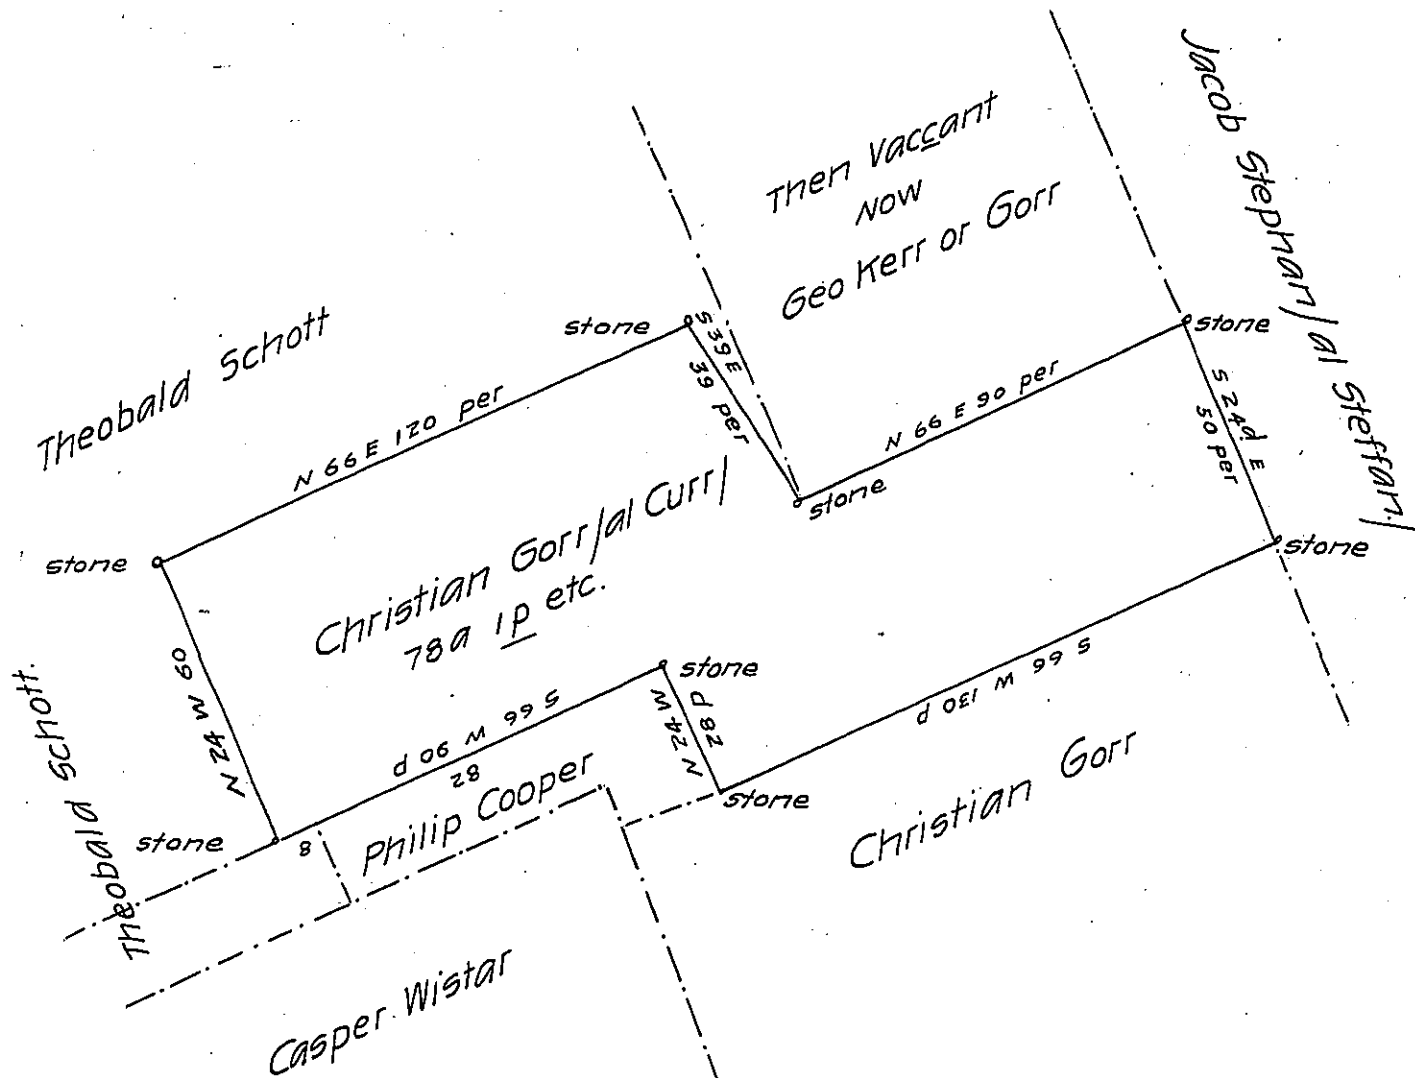 Then Vaccant
Now
Geo Kerr or Gorr
Jacob Stephan/al Steffan/
Theobald Schott
stone
S 39 E
39 per
stone
N 66 E 120 per
N 66 E 90 per
S 24d E
50 per
stone
stone
stone
Christian Gorr/al Curr/
78a 1p etc.
N 24 W 60
S 66 W 90 p
82
stone
N 24 W
28 p
S 66 W 130 p
Theobald Schott.
stone
8
Philip Cooper
stone
Christian Gorr
Casper Wistar